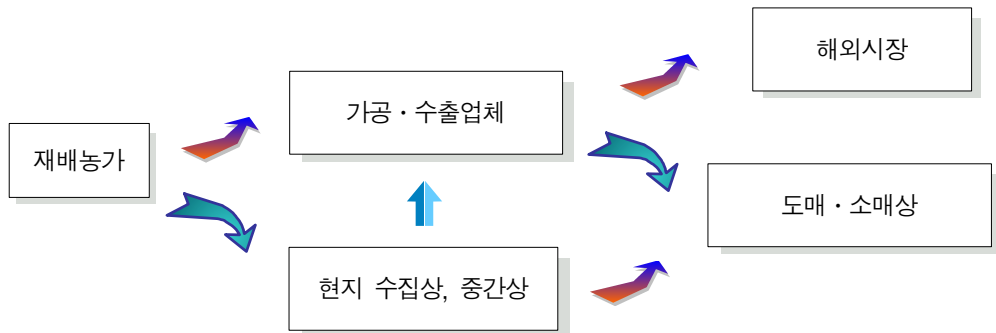 해외시장
가공・수출업체
재배농가
도매・소매상
현지 수집상, 중간상